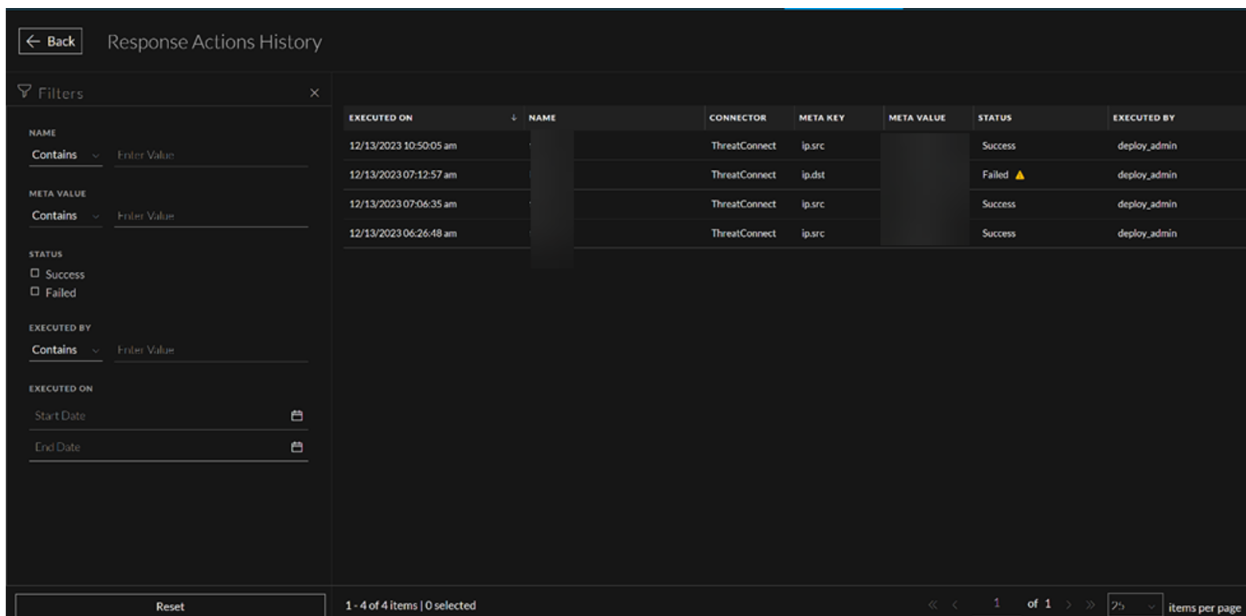 ← Back Response Actions History
Filters ×
NAME
Contains Enter Value
META VALUE
Contains Enter Value
STATUS
Success
Failed
EXECUTED BY
Contains Enter Value
EXECUTED ON
Start Date
End Date
Reset
EXECUTED ON ↓ NAME CONNECTOR META KEY META VALUE STATUS EXECUTED BY
12/13/2023 10:50:05 am ThreatConnect ip.src Success deploy_admin
12/13/2023 07:12:57 am ThreatConnect ip.dst Failed deploy_admin
12/13/2023 07:06:35 am ThreatConnect ip.src Success deploy_admin
12/13/2023 06:26:48 am ThreatConnect ip.src Success deploy_admin
1 - 4 of 4 items | 0 selected
« < 1 of 1 > » 25 items per page